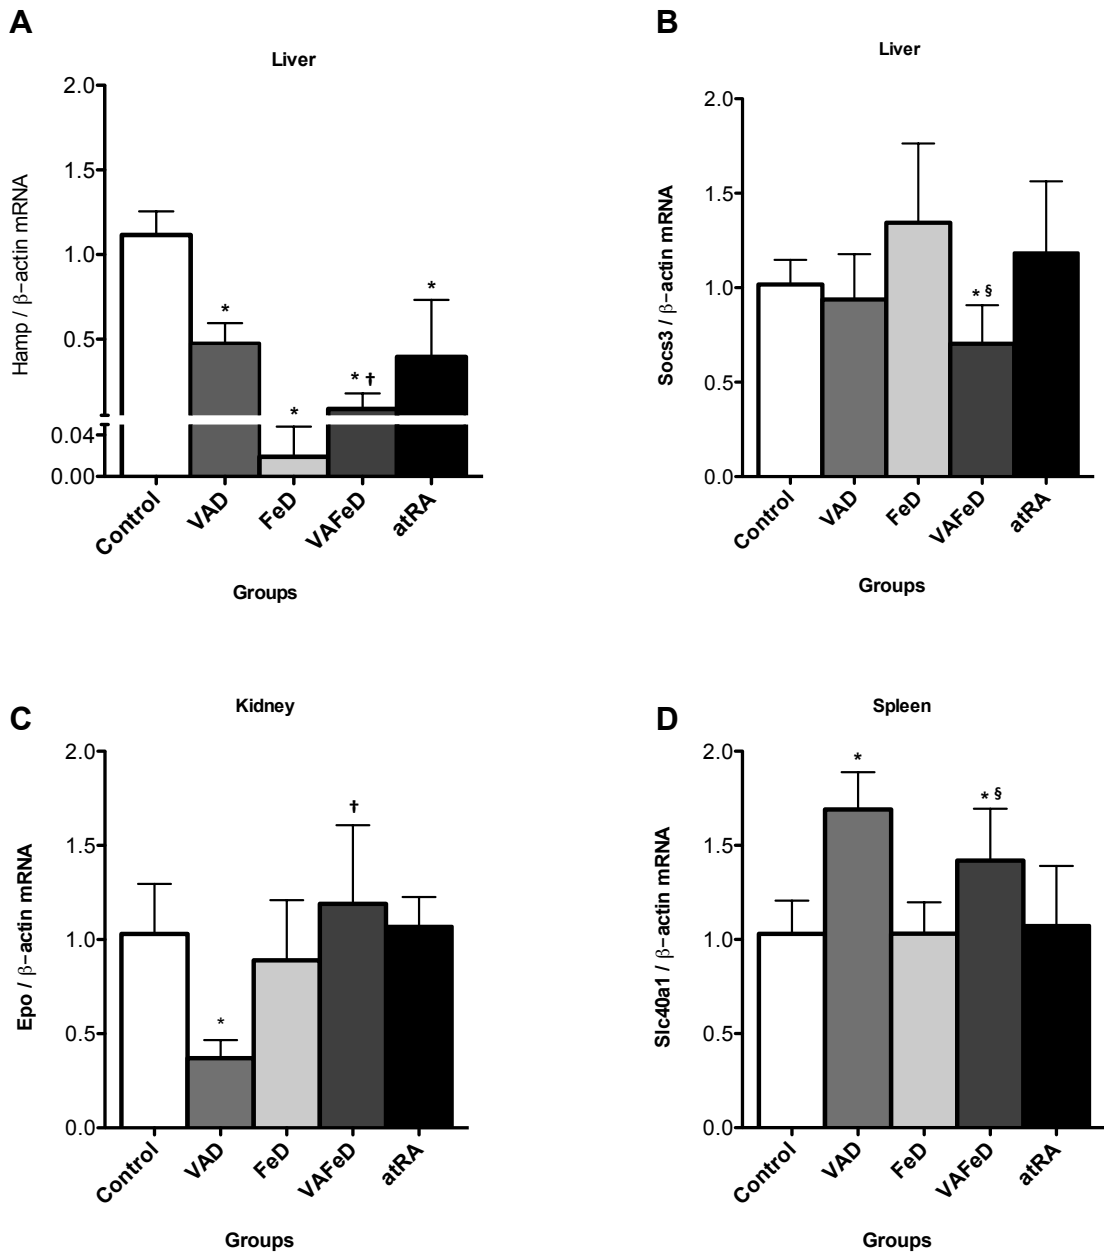 A
Liver
Hamp / β−actin mRNA
2.0
1.5
1.0
0.5
0.04
0.00
*
*
* †
*
Control
VAD
FeD
VAFeD
atRA
Groups
B
Liver
Socs3 / β−actin mRNA
2.0
1.5
1.0
0.5
0.0
* §
Control
VAD
FeD
VAFeD
atRA
Groups
C
Kidney
Epo / β−actin mRNA
2.0
1.5
1.0
0.5
0.0
*
†
Control
VAD
FeD
VAFeD
atRA
Groups
D
Spleen
Slc40a1 / β−actin mRNA
2.0
1.5
1.0
0.5
0.0
*
* §
Control
VAD
FeD
VAFeD
atRA
Groups